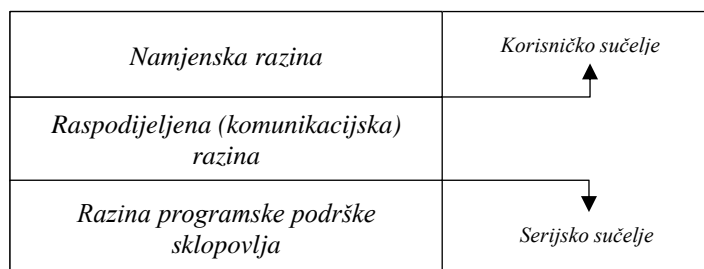 Namjenska razina
Korisničko sučelje
Raspodijeljena (komunikacijska)
razina
Razina programske podrške
sklopovlja
Serijsko sučelje